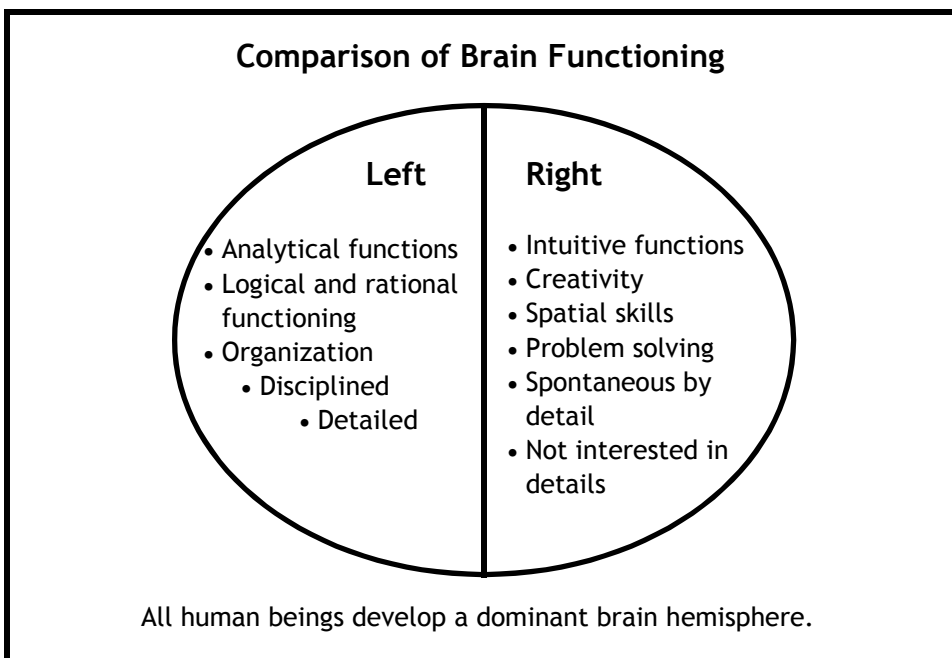 Comparison of Brain Functioning
Left
• Analytical functions
• Logical and rational
functioning
• Organization
• Disciplined
• Detailed
Right
• Intuitive functions
• Creativity
• Spatial skills
• Problem solving
• Spontaneous by
detail
• Not interested in
details
All human beings develop a dominant brain hemisphere.